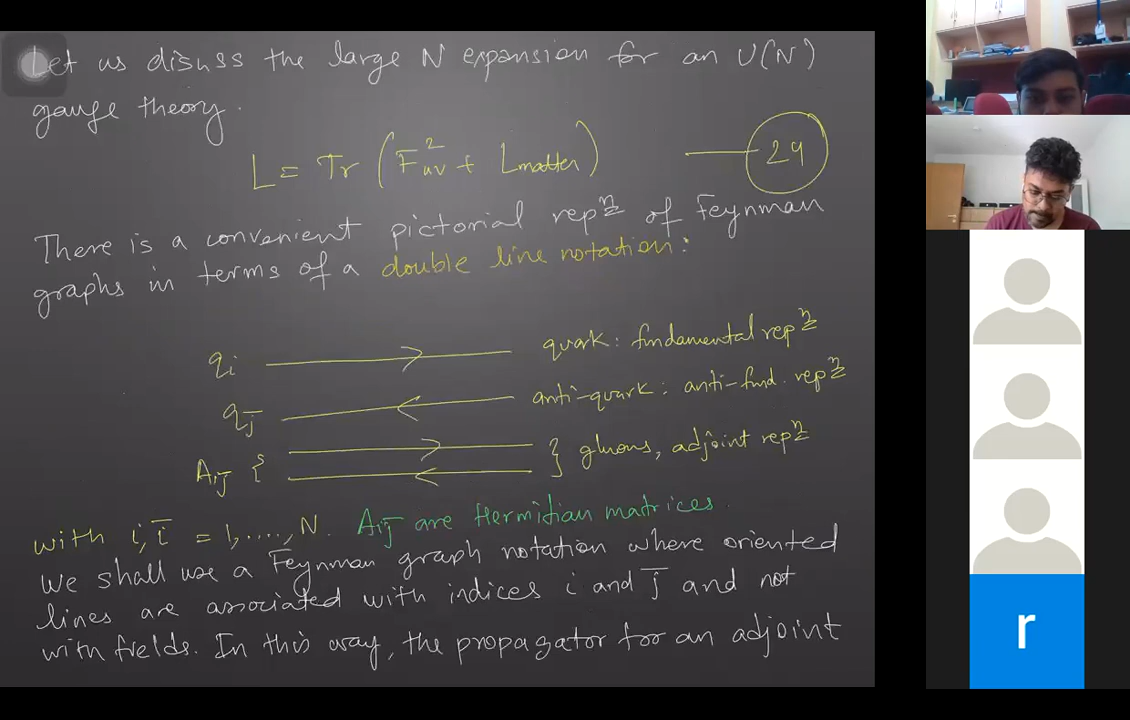 Let us discuss the large N expansion for an U(N)
gauge theory.
L = Tr (F²μν + Lmatter) — 29
There is a convenient pictorial repⁿ of Feynman
graphs in terms of a double line notation:
qi quark: fundamental repⁿ
qj̄ anti-quark: anti-fund. repⁿ
Aij̄ { } gluons, adjoint repⁿ
with i, ī = 1, ...., N. Aij̄ are Hermitian matrices.
We shall use a Feynman graph notation where oriented
lines are associated with indices i and j̄ and not
with fields. In this way, the propagator for an adjoint
r